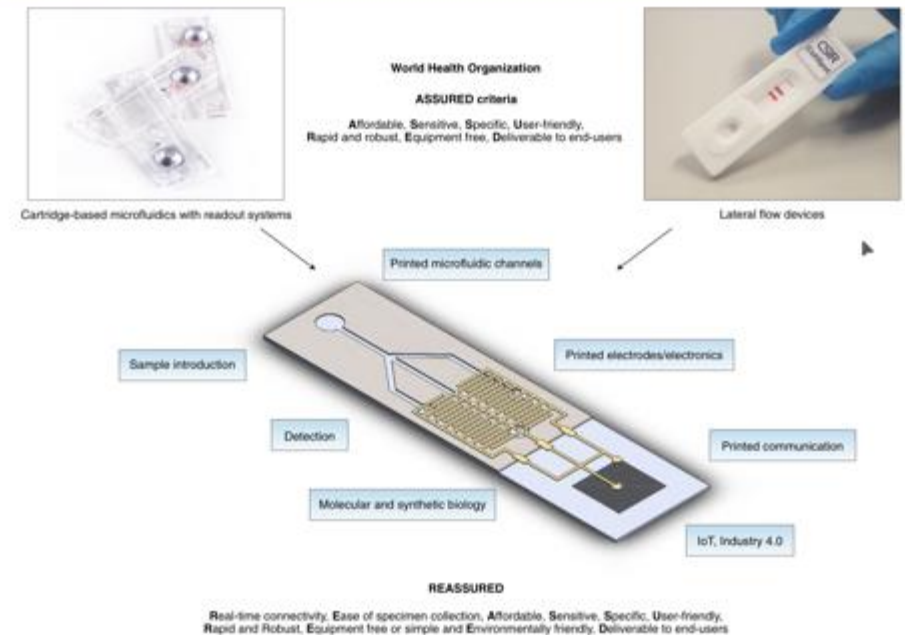 World Health Organization
ASSURED criteria
Affordable, Sensitive, Specific, User-friendly,
Rapid and robust, Equipment free, Deliverable to end-users
CSIR
Cartridge-based microfluidics with readout systems
Lateral flow devices
Printed microfluidic channels
Sample introduction
Printed electrodes/electronics
Detection
Printed communication
Molecular and synthetic biology
IoT, Industry 4.0
REASSURED
Real-time connectivity, Ease of specimen collection, Affordable, Sensitive, Specific, User-friendly,
Rapid and Robust, Equipment free or simple and Environmentally friendly, Deliverable to end-users